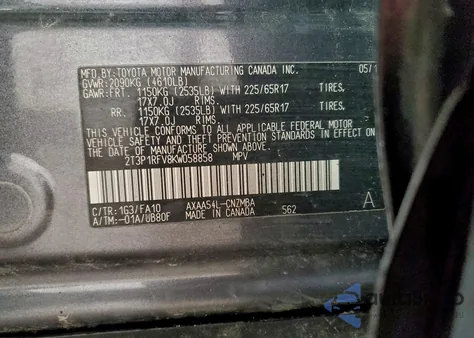 MFD.BY:TOYOTA MOTOR MANUFACTURING CANADA INC. 05/1
GVWR:2090KG (4610LB)
GAWR:FRT. 1150KG (2535LB)WITH 225/65R17 TIRES,
17X7.0J RIMS.
RR. 1150KG (2535LB)WITH 225/65R17 TIRES,
17X7.0J RIMS.
THIS VEHICLE CONFORMS TO ALL APPLICABLE FEDERAL MOTOR
VEHICLE SAFETY AND THEFT PREVENTION STANDARDS IN EFFECT ON
THE DATE OF MANUFACTURE SHOWN ABOVE.
2T3P1RFV8KW058858 MPV
C/TR:1G3/FA10 AXAA54L-CNZMBA A
A/TM:-01A/UB80F MADE IN CANADA 562